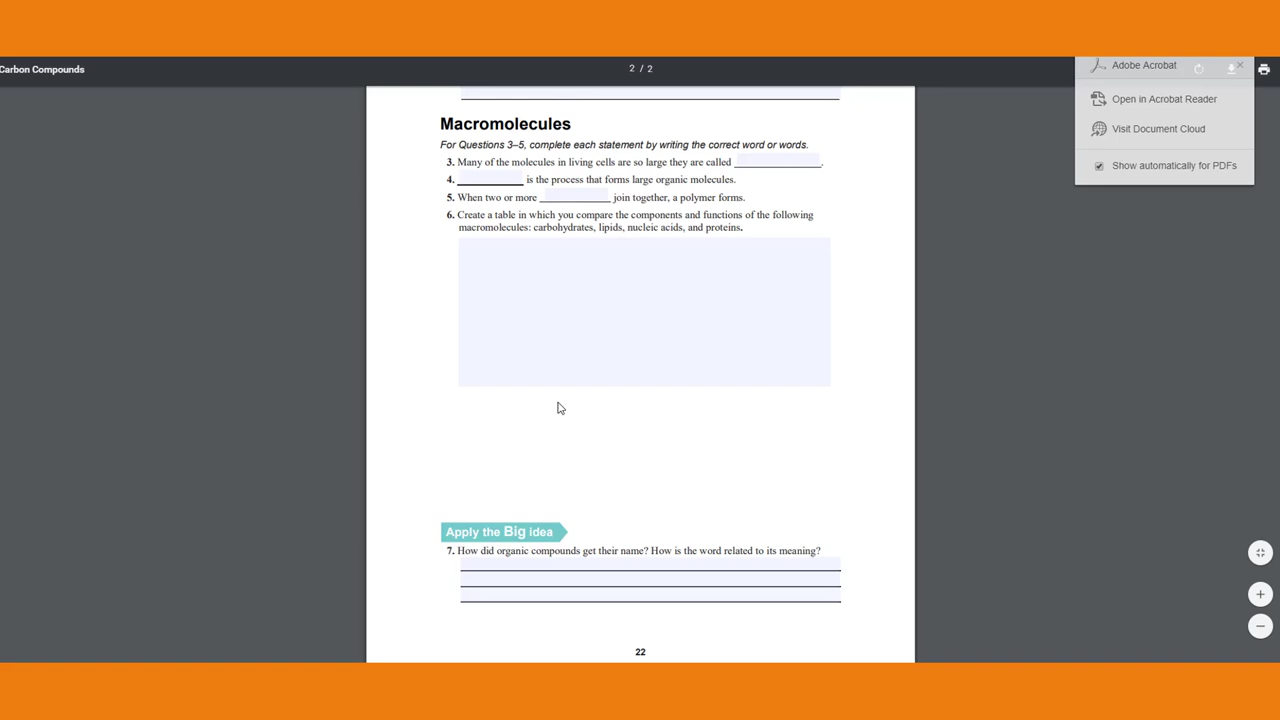 Carbon Compounds
2 / 2
Adobe Acrobat
Open in Acrobat Reader
Visit Document Cloud
Show automatically for PDFs
Macromolecules
For Questions 3–5, complete each statement by writing the correct word or words.
3. Many of the molecules in living cells are so large they are called ____________.
4. ____________ is the process that forms large organic molecules.
5. When two or more ____________ join together, a polymer forms.
6. Create a table in which you compare the components and functions of the following
macromolecules: carbohydrates, lipids, nucleic acids, and proteins.
Apply the Big idea
7. How did organic compounds get their name? How is the word related to its meaning?
22